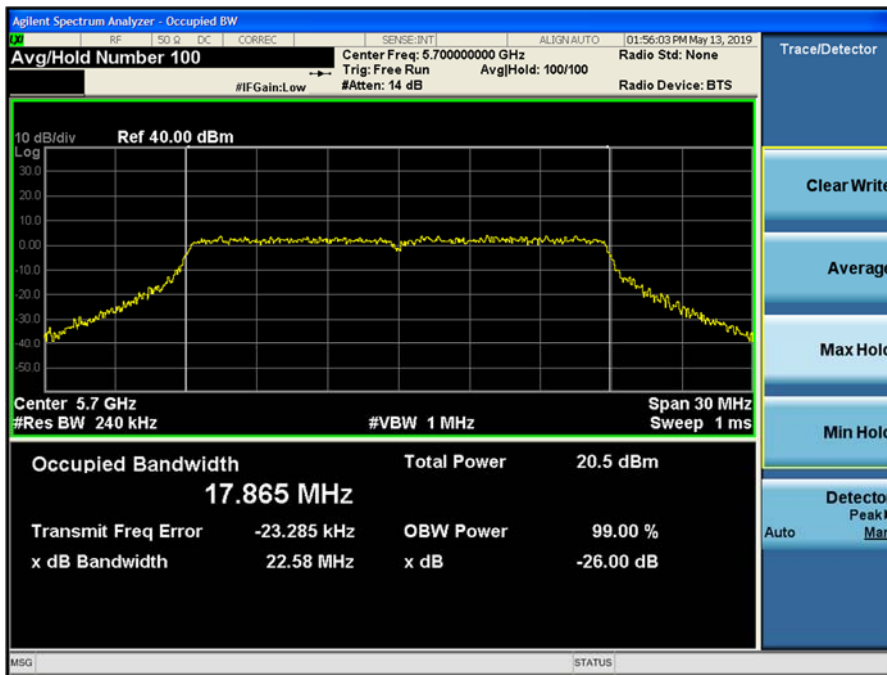 Agilent Spectrum Analyzer - Occupied BW
LXI RF 50 Ω DC CORREC SENSE:INT ALIGN AUTO 01:56:03 PM May 13, 2019
Avg/Hold Number 100
Center Freq: 5.700000000 GHz
Radio Std: None
Trig: Free Run Avg|Hold: 100/100
#IFGain:Low
#Atten: 14 dB
Radio Device: BTS
Trace/Detector
10 dB/div Ref 40.00 dBm
Log
30.0
20.0
10.0
0.00
-10.0
-20.0
-30.0
-40.0
-50.0
Center 5.7 GHz Span 30 MHz
#Res BW 240 kHz #VBW 1 MHz Sweep 1 ms
Occupied Bandwidth Total Power 20.5 dBm
17.865 MHz
Transmit Freq Error -23.285 kHz OBW Power 99.00 %
x dB Bandwidth 22.58 MHz x dB -26.00 dB
Clear Write
Average
Max Hold
Min Hold
Detecto
Peak
Auto Man
MSG STATUS